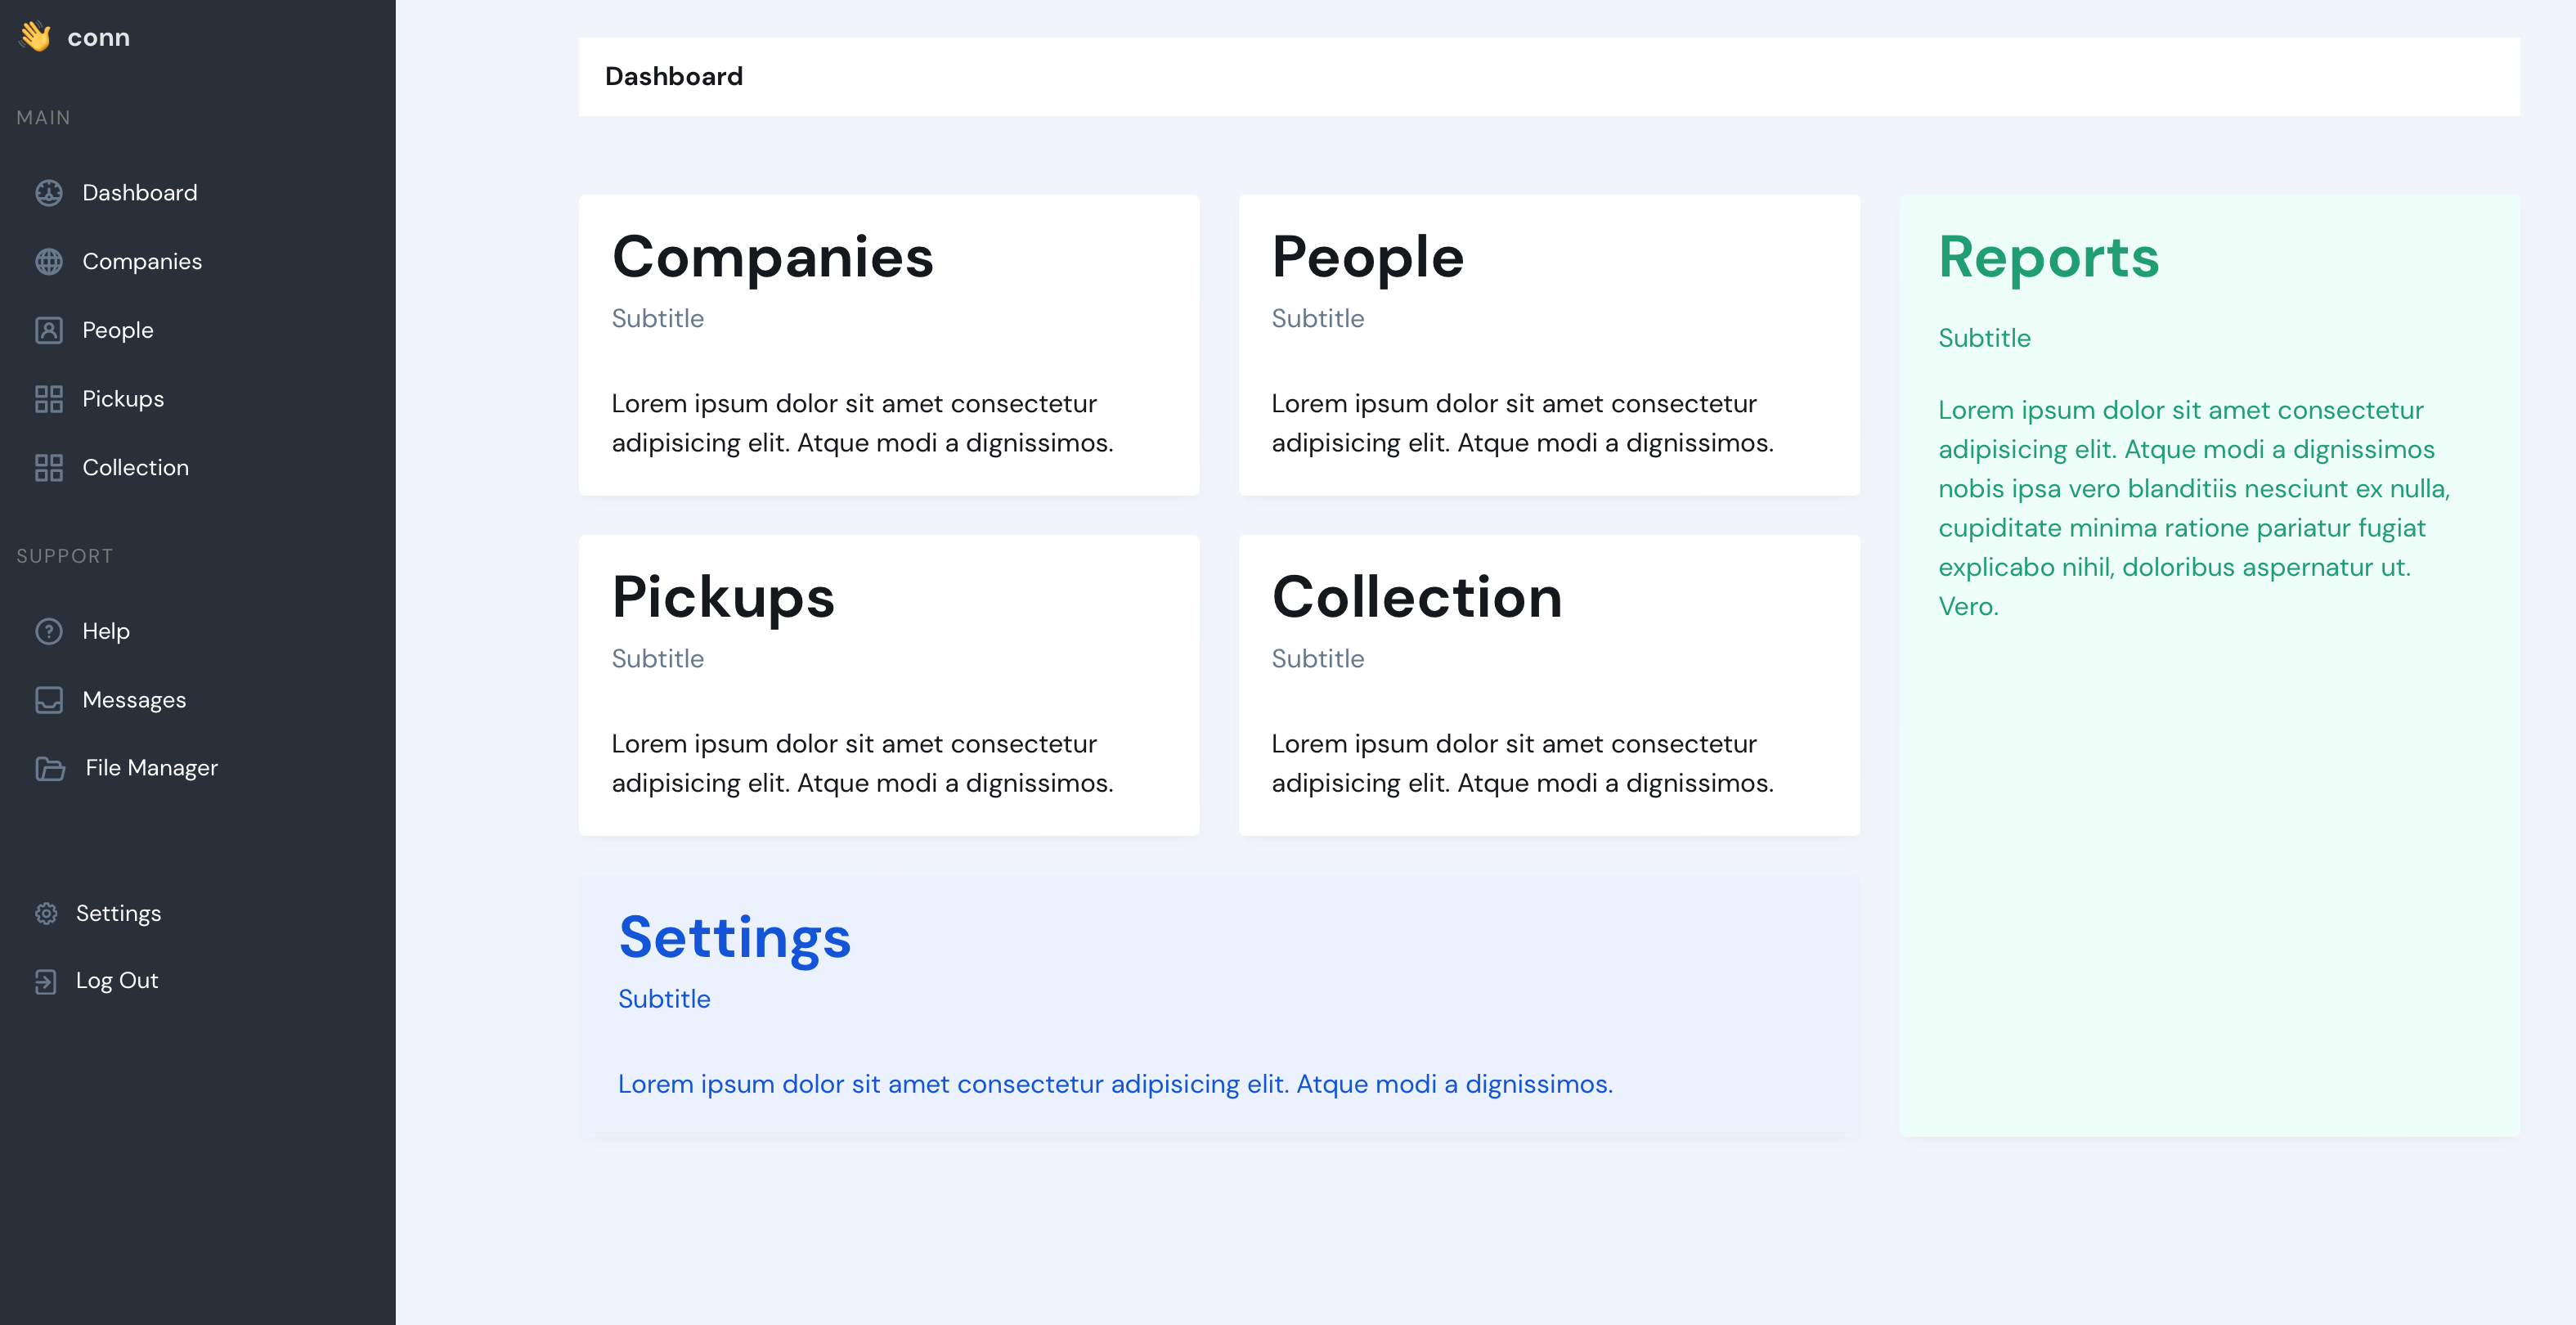 conn
MAIN
Dashboard
Companies
People
Pickups
Collection
SUPPORT
Help
Messages
File Manager
Settings
Log Out
Dashboard
Companies
Subtitle
Lorem ipsum dolor sit amet consectetur
adipisicing elit. Atque modi a dignissimos.
People
Subtitle
Lorem ipsum dolor sit amet consectetur
adipisicing elit. Atque modi a dignissimos.
Reports
Subtitle
Lorem ipsum dolor sit amet consectetur
adipisicing elit. Atque modi a dignissimos
nobis ipsa vero blanditiis nesciunt ex nulla,
cupiditate minima ratione pariatur fugiat
explicabo nihil, doloribus aspernatur ut.
Vero.
Pickups
Subtitle
Lorem ipsum dolor sit amet consectetur
adipisicing elit. Atque modi a dignissimos.
Collection
Subtitle
Lorem ipsum dolor sit amet consectetur
adipisicing elit. Atque modi a dignissimos.
Settings
Subtitle
Lorem ipsum dolor sit amet consectetur adipisicing elit. Atque modi a dignissimos.